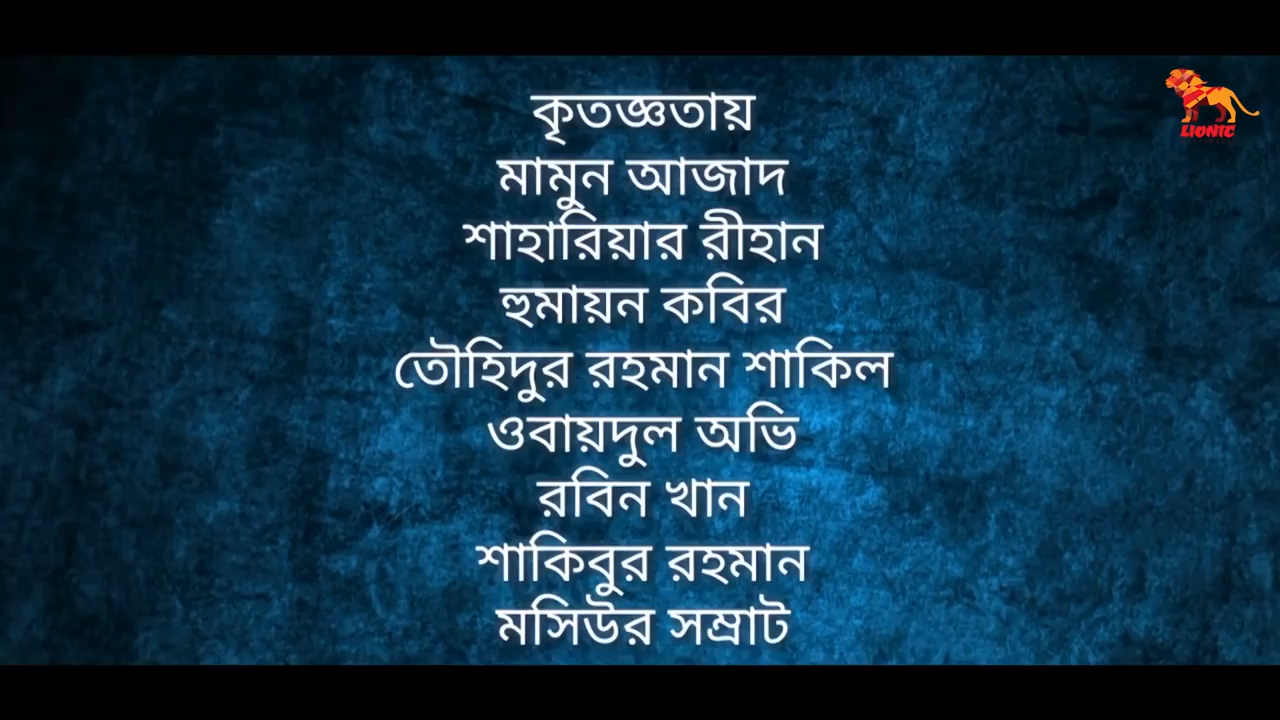 কৃতজ্ঞতায়
মামুন আজাদ
শাহারিয়ার রীহান
হুমায়ন কবির
তৌহিদুর রহমান শাকিল
ওবায়দুল অভি
রবিন খান
শাকিবুর রহমান
মসিউর সম্রাট
LIONIC